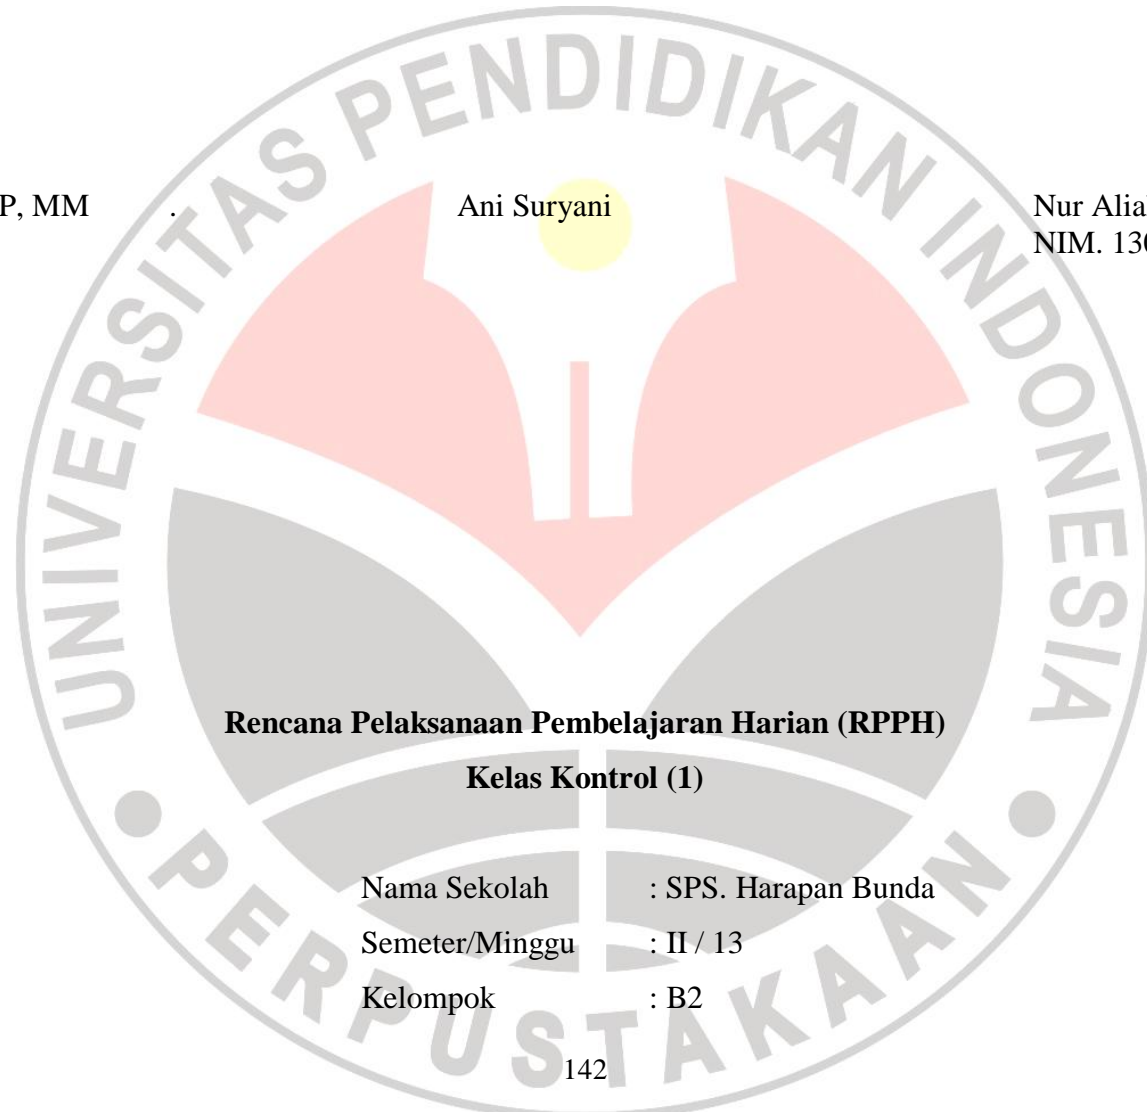 P, MM . Ani Suryani Nur Alia
NIM. 130
UNIVERSITAS PENDIDIKAN INDONESIA
Rencana Pelaksanaan Pembelajaran Harian (RPPH)
Kelas Kontrol (1)
Nama Sekolah : SPS. Harapan Bunda
Semeter/Minggu : II / 13
Kelompok : B2
PERPUSTAKAAN
142